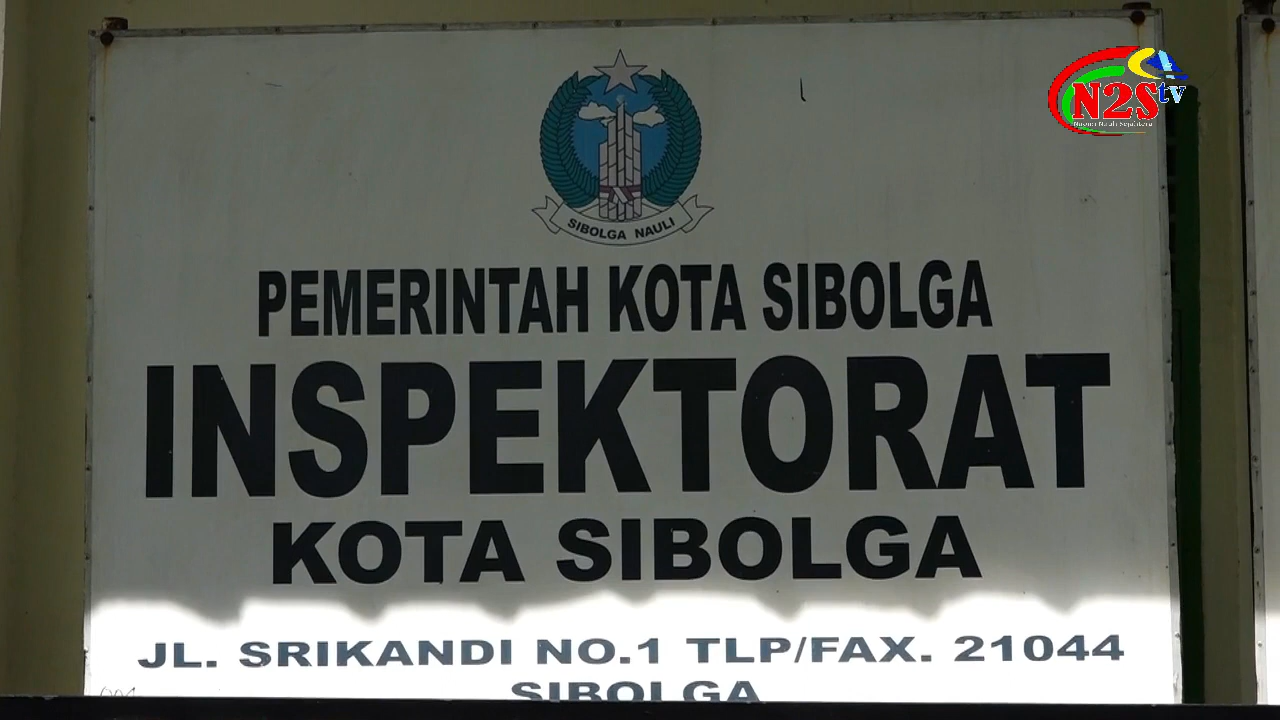 N2S tv
SIBOLGA NAULI
PEMERINTAH KOTA SIBOLGA
INSPEKTORAT
KOTA SIBOLGA
JL. SRIKANDI NO.1 TLP/FAX. 21044
SIBOLGA